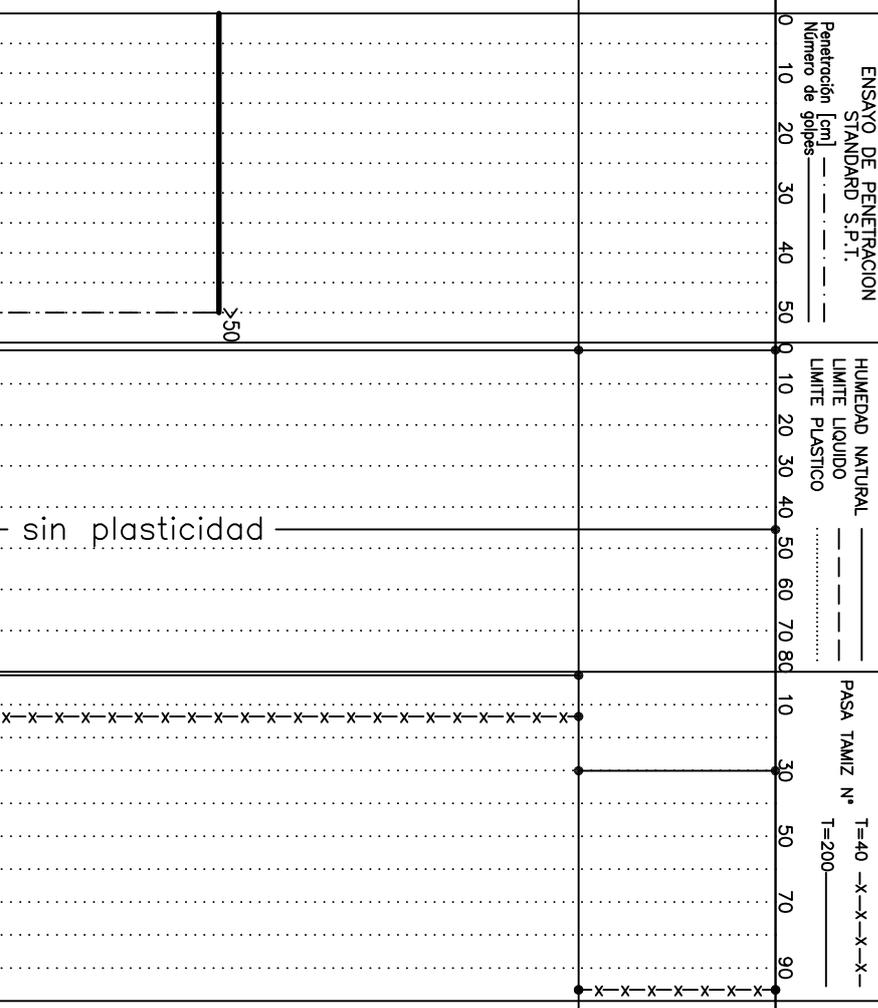 ENSAYO DE PENETRACION
STANDARD S.P.T.
Penetración [cm]
Número de golpes
0 10 20 30 40 50
>50
HUMEDAD NATURAL
LIMITE LIQUIDO
LIMITE PLASTICO
0 10 20 30 40 50 60 70 80
sin plasticidad
PASA TAMIZ N°
T=40 -x-x-x-x-
T=200
10 30 50 70 90